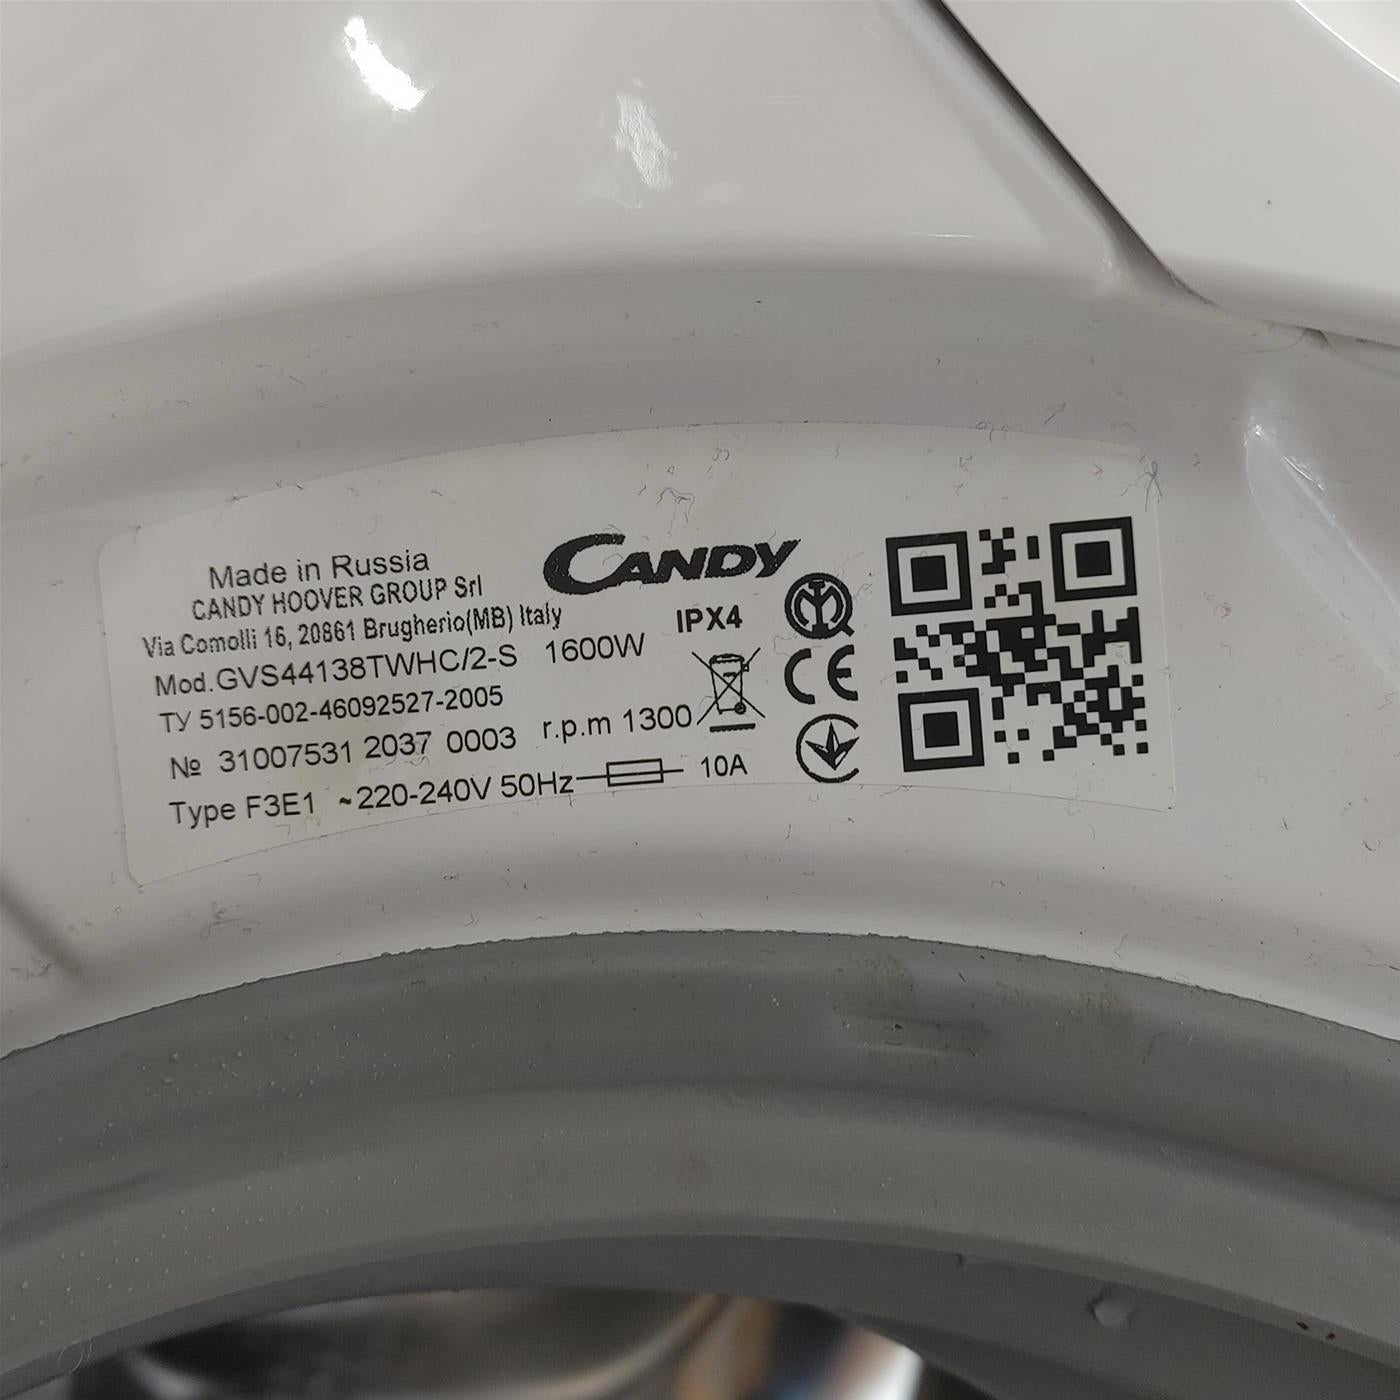 Made in Russia
CANDY HOOVER GROUP Srl
Via Comolli 16, 20861 Brugherio(MB) Italy
Mod.GVS44138TWHC/2-S 1600W
ТУ 5156-002-46092527-2005
№ 31007531 2037 0003 r.p.m 1300
Type F3E1 ~220-240V 50Hz 10A
CANDY
IPX4
CE